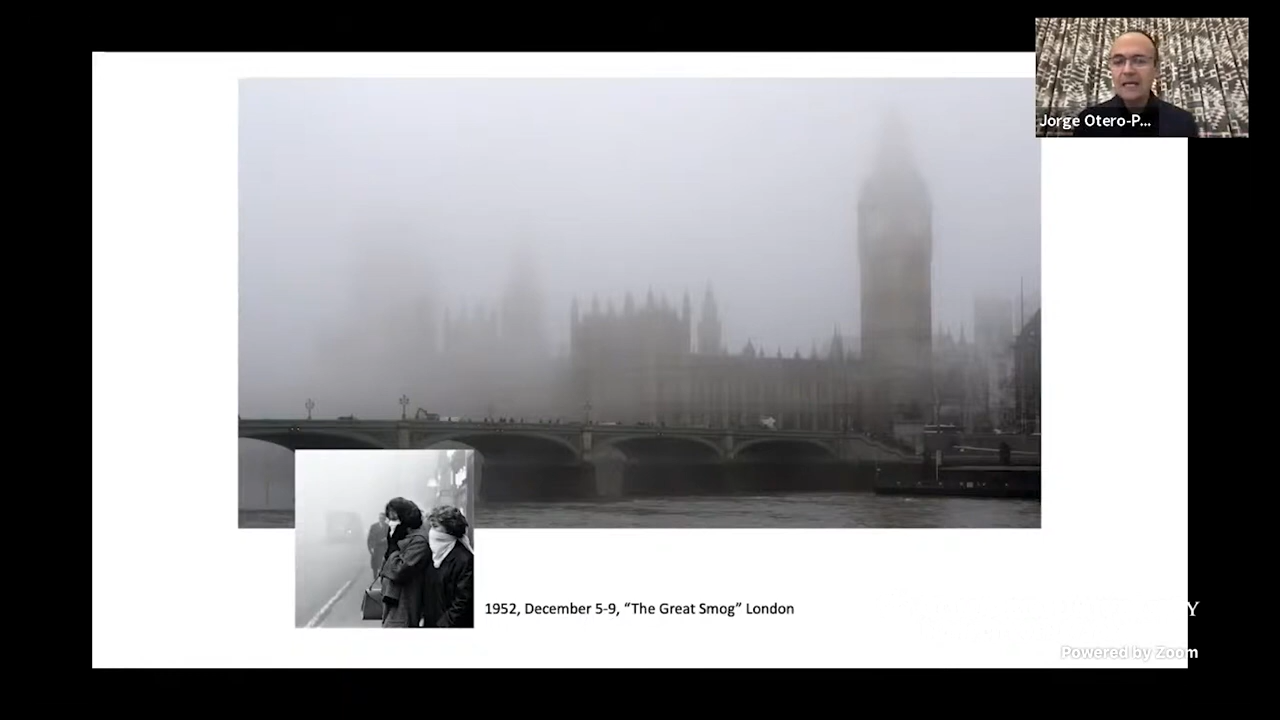 Jorge Otero-P...
1952, December 5-9, “The Great Smog” London
Y
Powered by Zoom